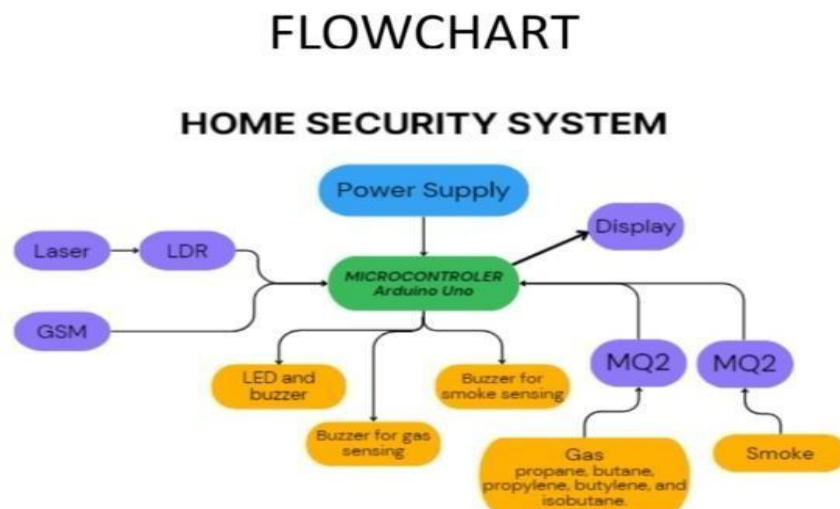 FLOWCHART
HOME SECURITY SYSTEM
Power Supply
Display
Laser
LDR
MICROCONTROLER
Arduino Uno
GSM
MQ2
MQ2
LED and
buzzer
Buzzer for
smoke sensing
Buzzer for gas
sensing
Gas
propane, butane,
propylene, butylene, and
isobutane.
Smoke